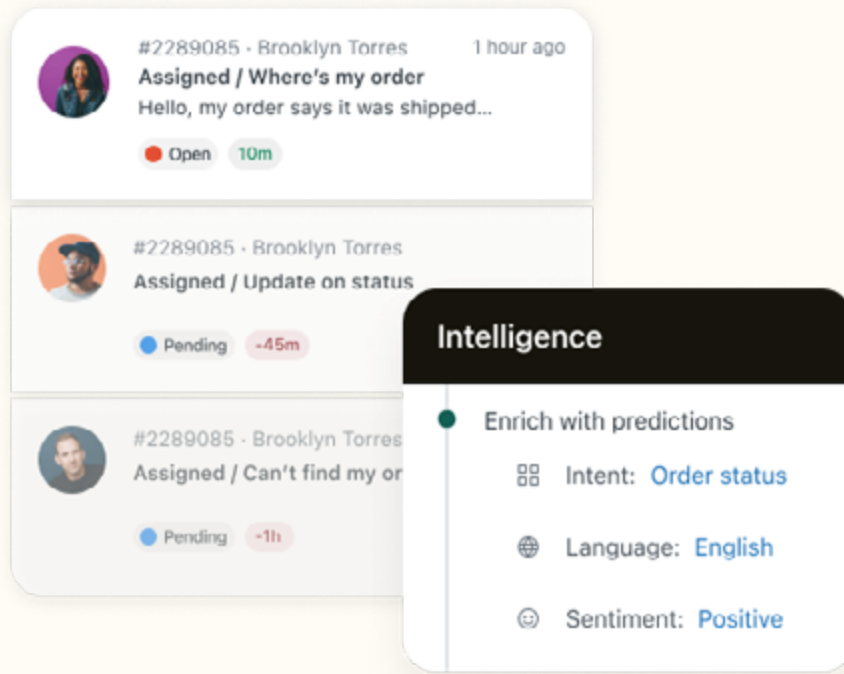 #2289085 · Brooklyn Torres 1 hour ago
Assigned / Where's my order
Hello, my order says it was shipped...
Open 10m
#2289085 · Brooklyn Torres
Assigned / Update on status
Pending -45m
#2289085 · Brooklyn Torres
Assigned / Can't find my or
Pending -1h
Intelligence
Enrich with predictions
Intent: Order status
Language: English
Sentiment: Positive